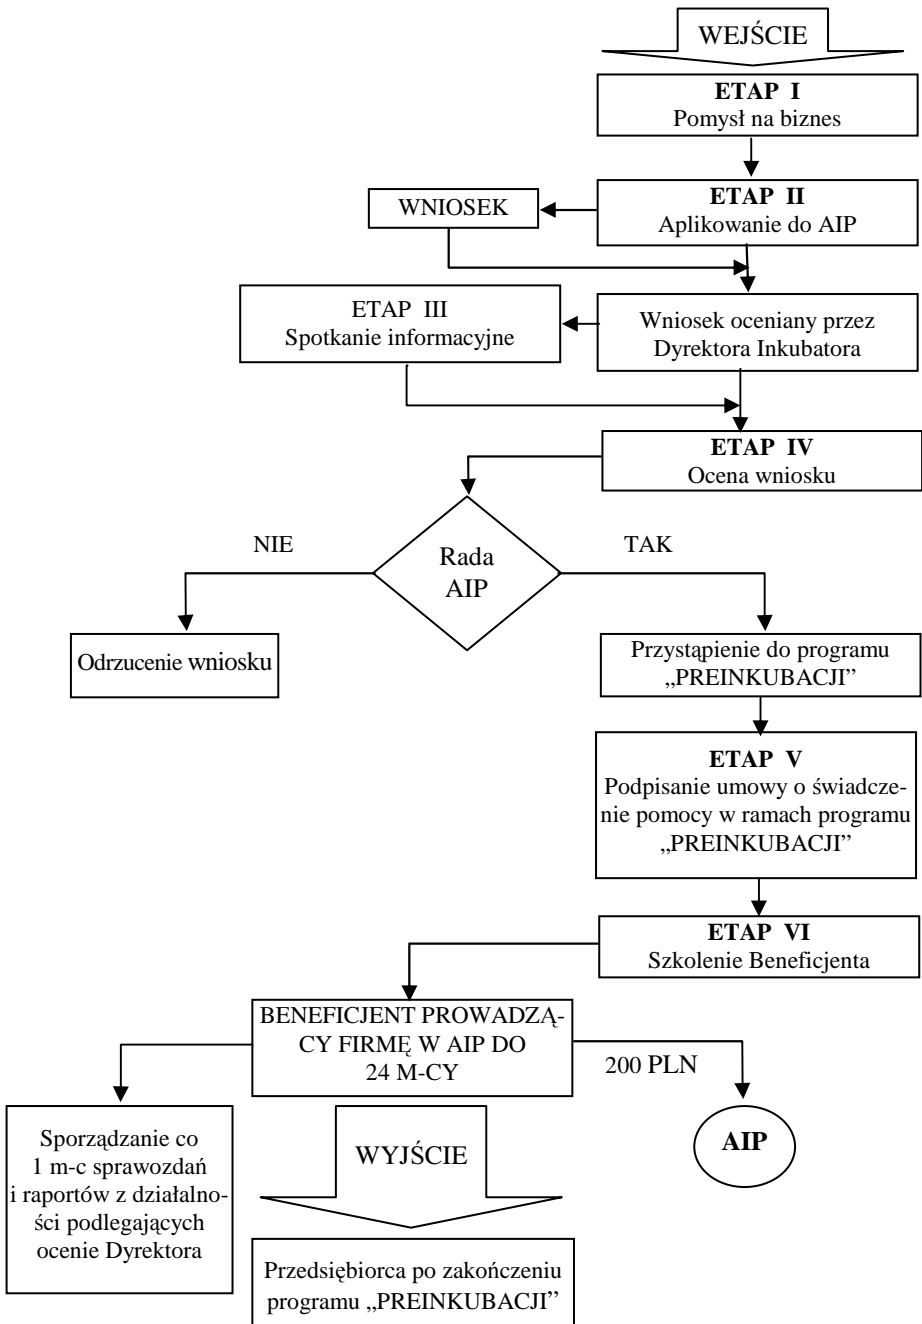 WEJŚCIE
ETAP I
Pomysł na biznes
ETAP II
Aplikowanie do AIP
WNIOSEK
ETAP III
Spotkanie informacyjne
Wniosek oceniany przez
Dyrektora Inkubatora
ETAP IV
Ocena wniosku
NIE
Rada
AIP
TAK
Odrzucenie wniosku
Przystąpienie do programu
„PREINKUBACJI”
ETAP V
Podpisanie umowy o świadcze-
nie pomocy w ramach programu
„PREINKUBACJI”
ETAP VI
Szkolenie Beneficjenta
BENEFICJENT PROWADZĄ-
CY FIRMĘ W AIP DO
24 M-CY
200 PLN
AIP
Sporządzanie co
1 m-c sprawozdań
i raportów z działalno-
ści podlegających
ocenie Dyrektora
WYJŚCIE
Przedsiębiorca po zakończeniu
programu „PREINKUBACJI”